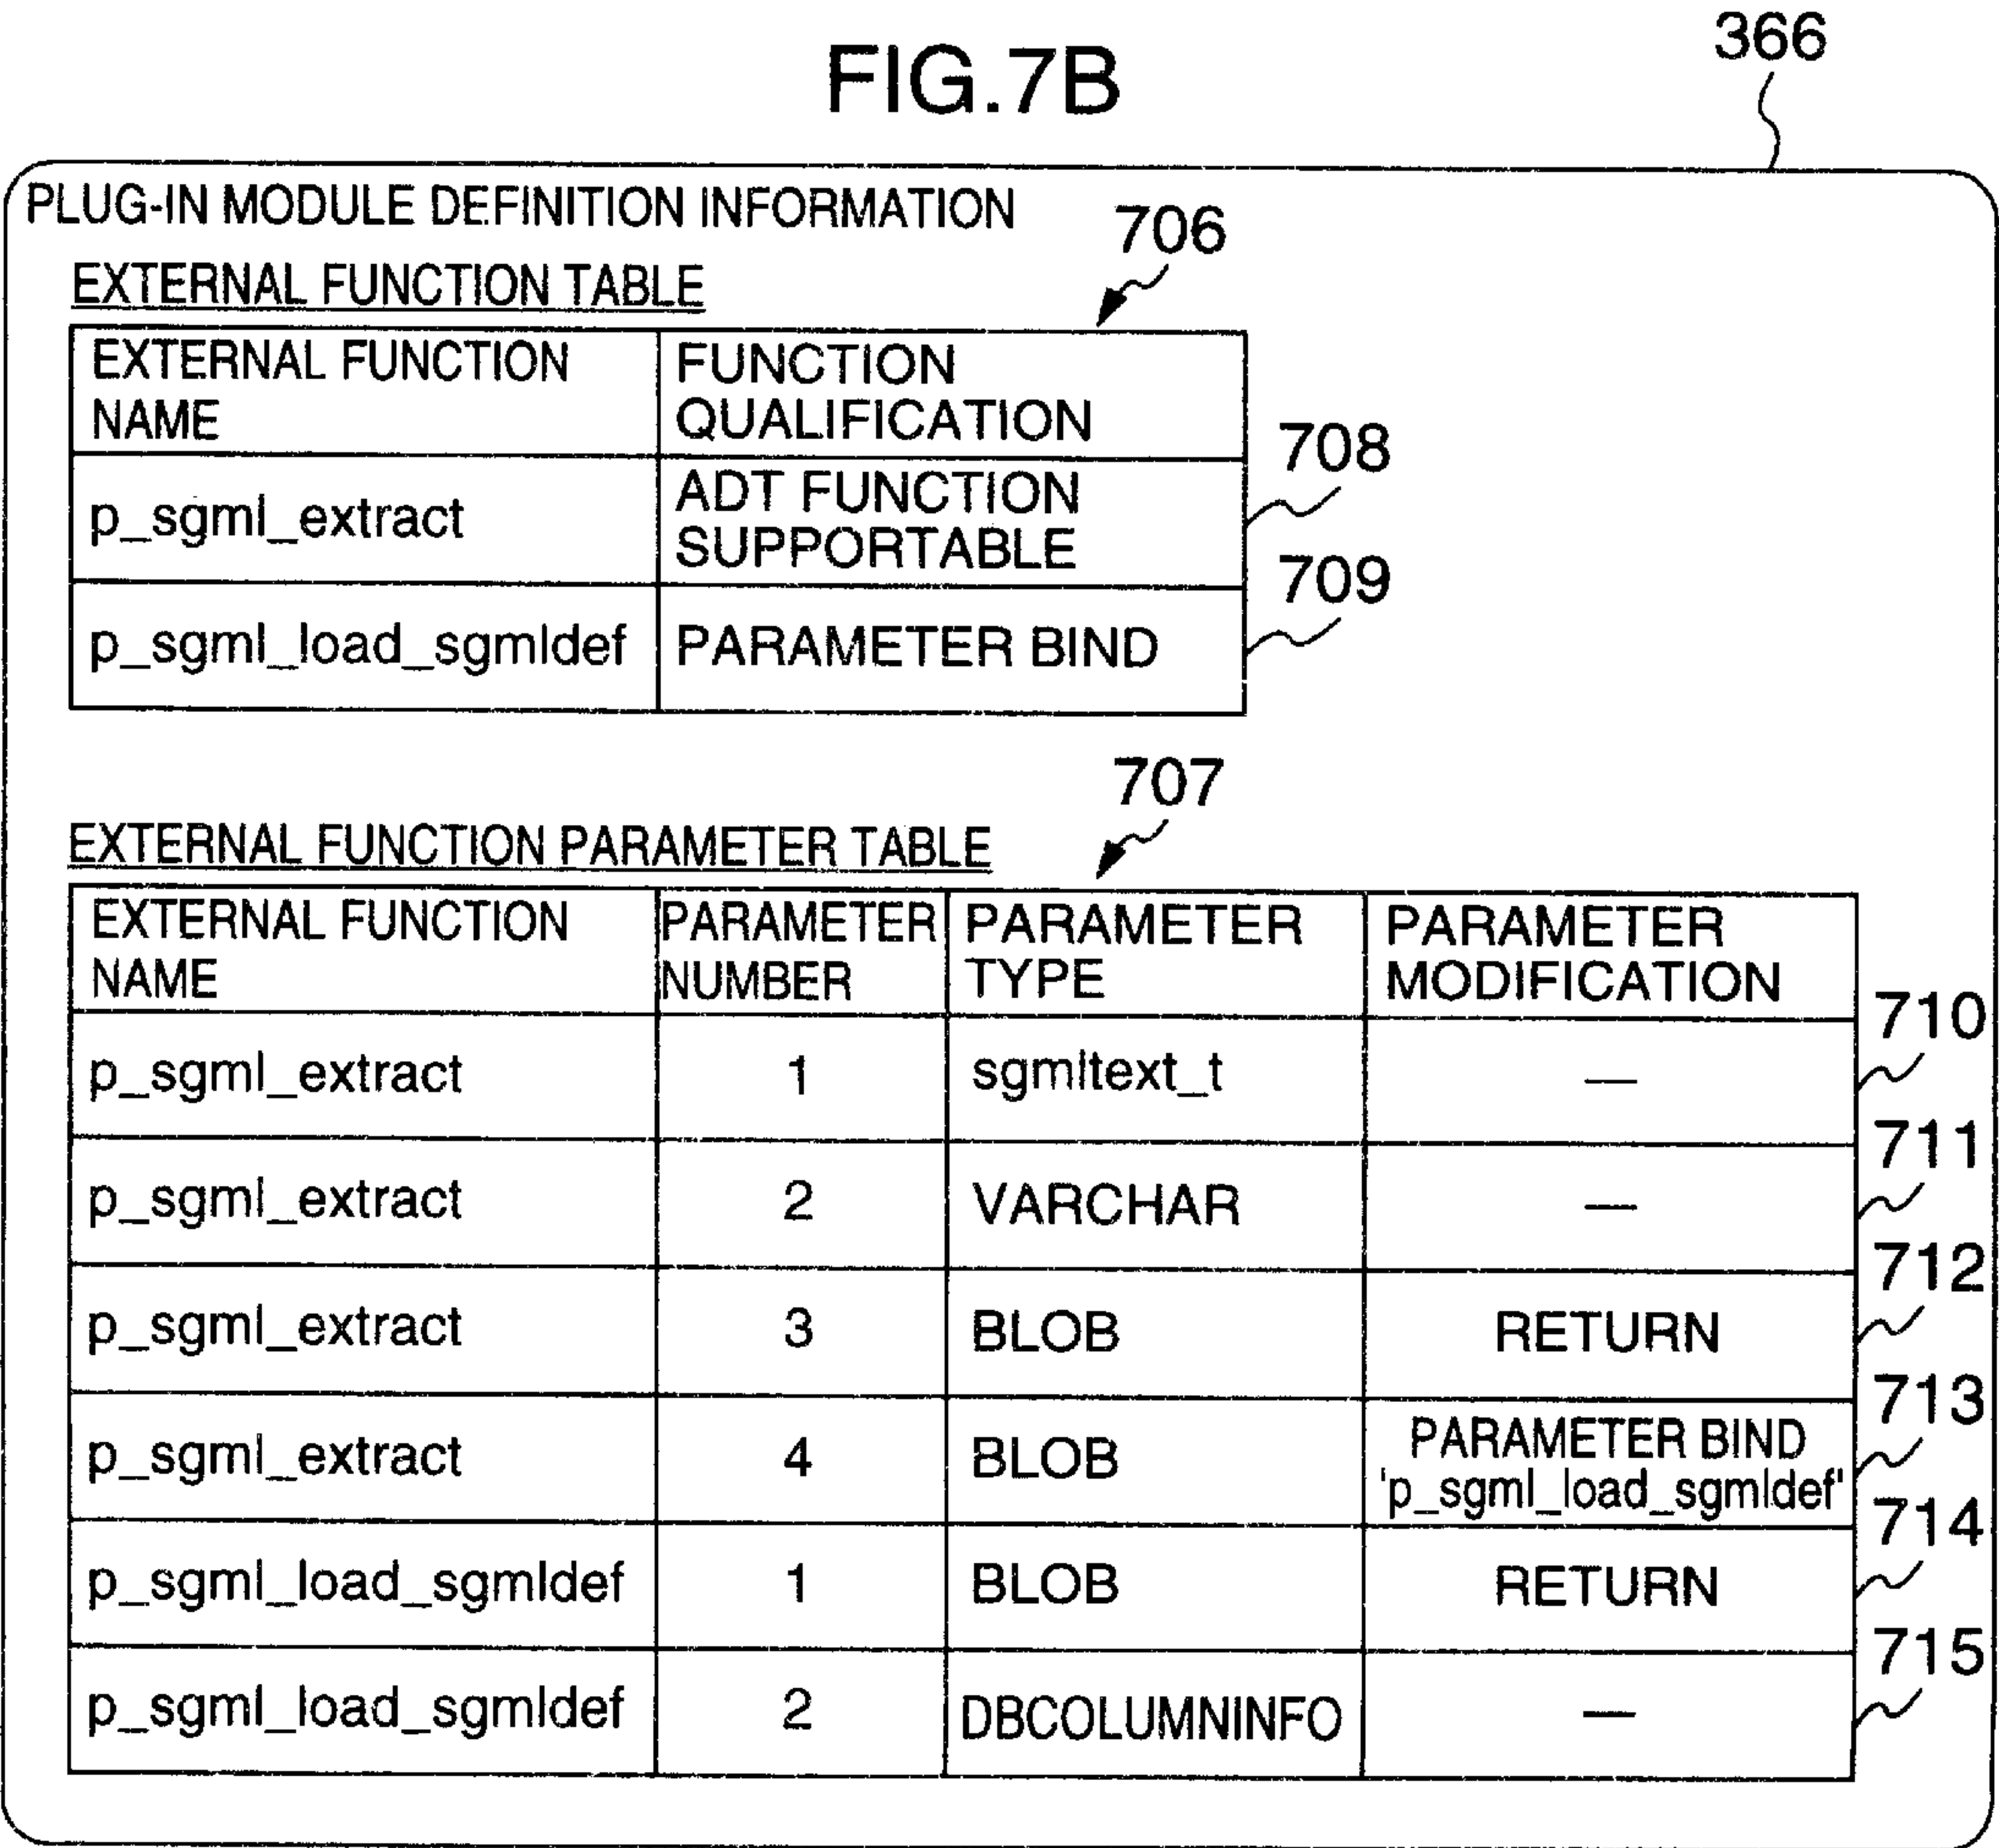 FIG.7B
366
PLUG-IN MODULE DEFINITION INFORMATION
706
EXTERNAL FUNCTION TABLE
EXTERNAL FUNCTION NAME FUNCTION QUALIFICATION
708
p_sgml_extract ADT FUNCTION SUPPORTABLE
709
p_sgml_load_sgmldef PARAMETER BIND
707
EXTERNAL FUNCTION PARAMETER TABLE
EXTERNAL FUNCTION NAME PARAMETER NUMBER PARAMETER TYPE PARAMETER MODIFICATION
710
p_sgml_extract 1 sgmltext_t —
711
p_sgml_extract 2 VARCHAR —
712
p_sgml_extract 3 BLOB RETURN
713
p_sgml_extract 4 BLOB PARAMETER BIND 'p_sgml_load_sgmldef'
714
p_sgml_load_sgmldef 1 BLOB RETURN
715
p_sgml_load_sgmldef 2 DBCOLUMNINFO —